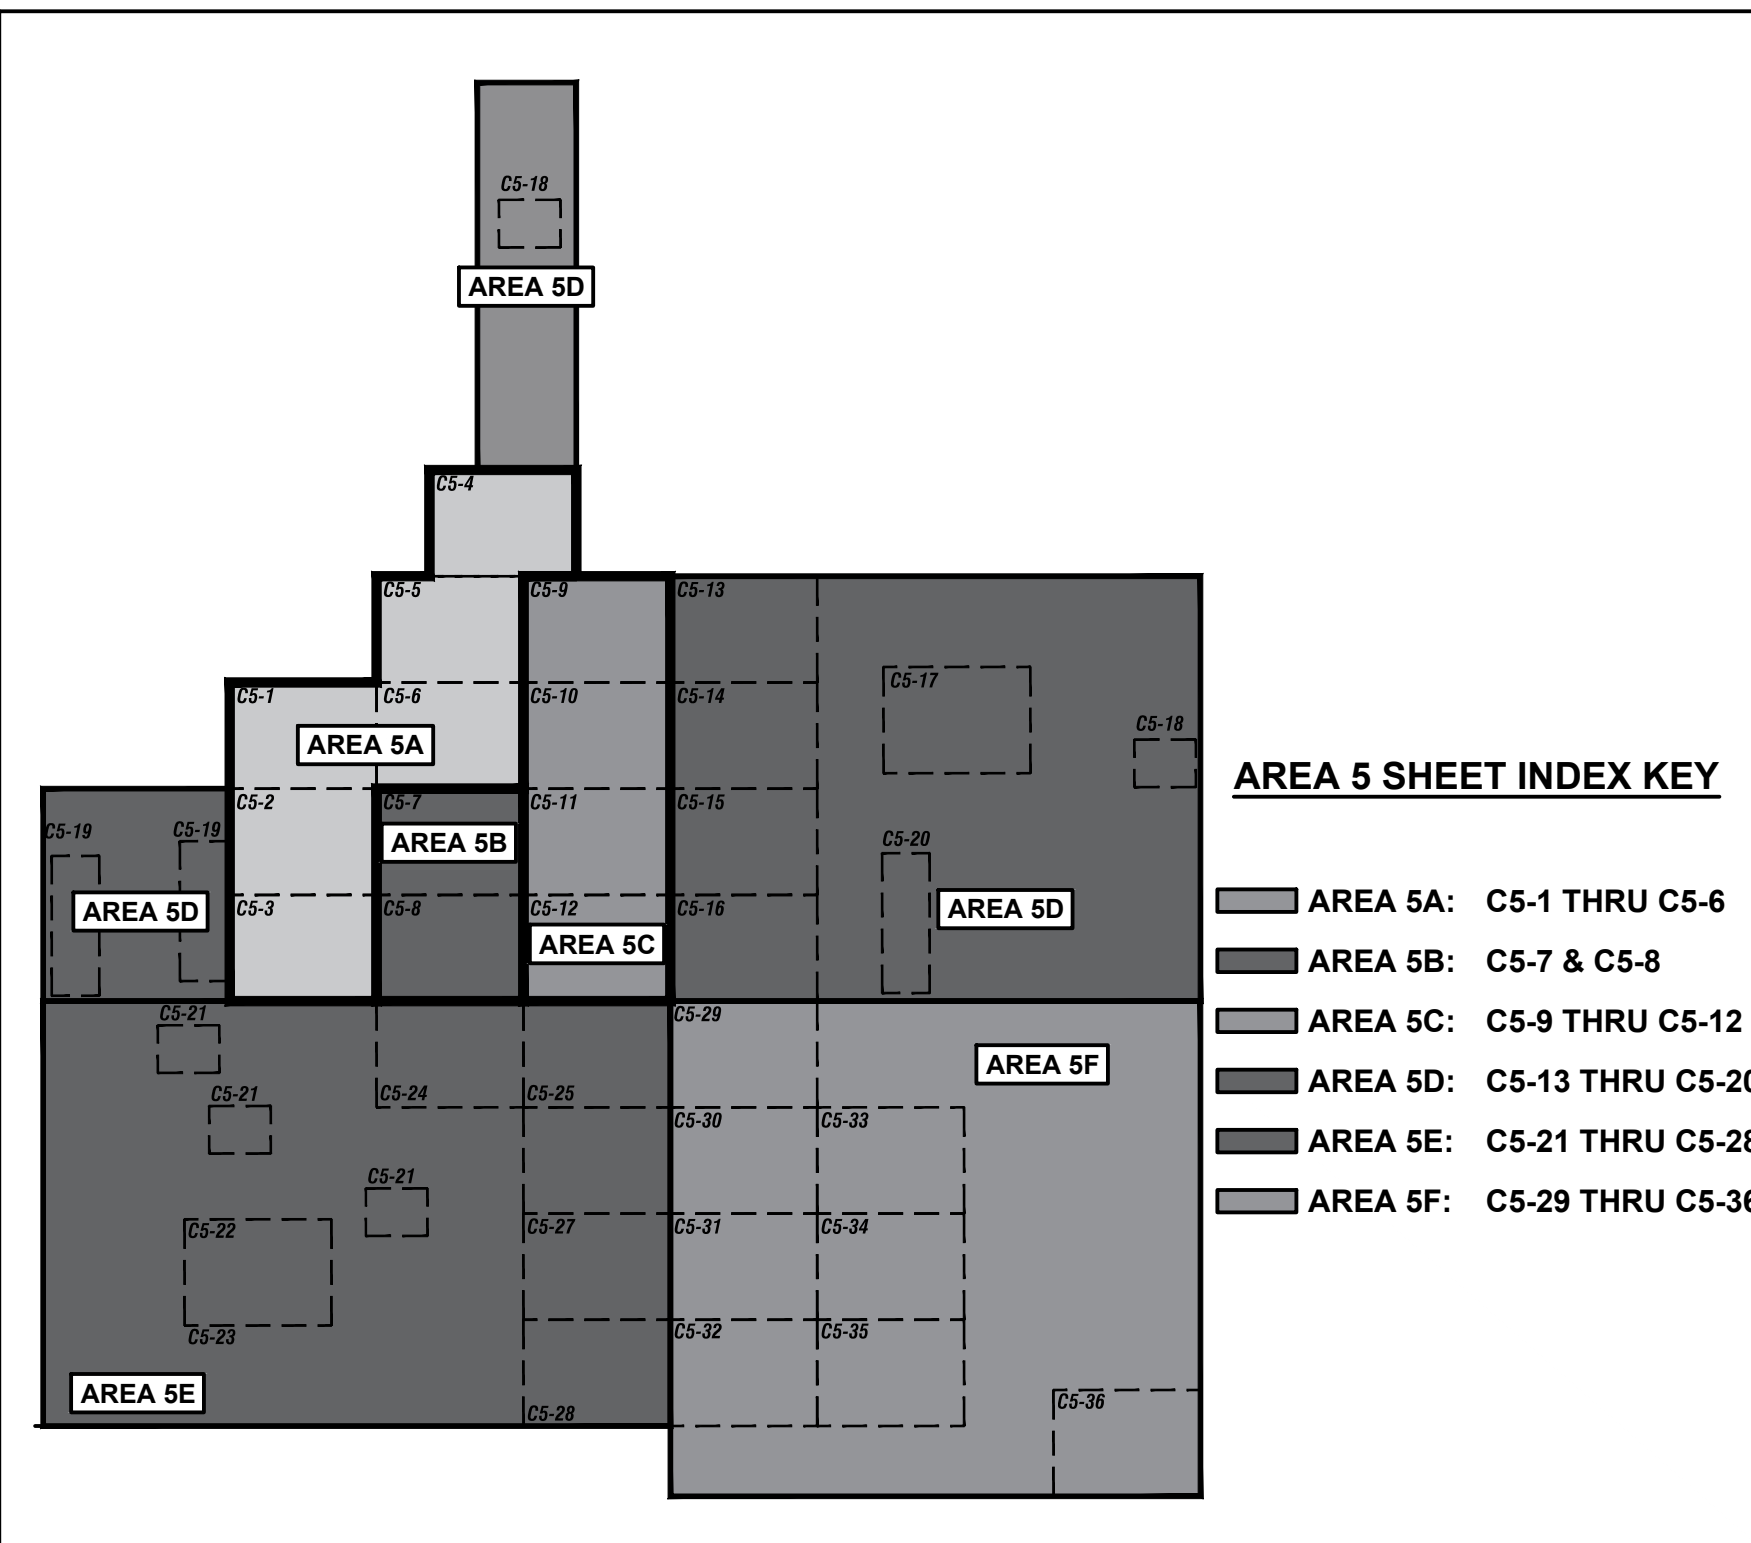 C5-18
AREA 5D
C5-4
C5-5
C5-9
C5-13
C5-1
C5-6
C5-10
C5-14
C5-17
C5-18
AREA 5A
AREA 5 SHEET INDEX KEY
C5-2
C5-7
C5-11
C5-15
C5-19
C5-19
AREA 5B
C5-20
C5-3
C5-8
C5-12
C5-16
AREA 5D
AREA 5D
AREA 5C
AREA 5A: C5-1 THRU C5-6
AREA 5B: C5-7 & C5-8
AREA 5C: C5-9 THRU C5-12
AREA 5D: C5-13 THRU C5-20
AREA 5E: C5-21 THRU C5-28
AREA 5F: C5-29 THRU C5-36
C5-21
C5-29
AREA 5F
C5-21
C5-24
C5-25
C5-30
C5-33
C5-21
C5-22
C5-27
C5-31
C5-34
C5-23
C5-32
C5-35
AREA 5E
C5-28
C5-36